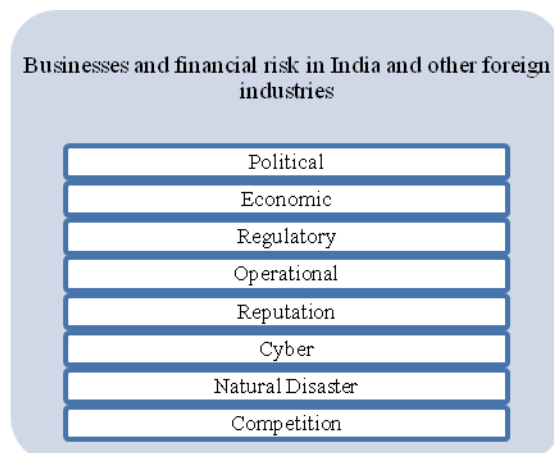 Businesses and financial risk in India and other foreign
industries
Political
Economic
Regulatory
Operational
Reputation
Cyber
Natural Disaster
Competition